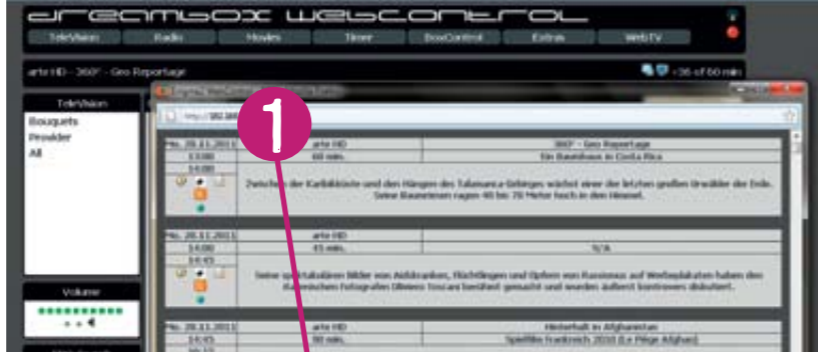 dreambox webcontrol
TeleVision Radio Movies Timer BoxControl Extras WebTV
arte HD - 360° - Geo Reportage
+36 of 60 min
TeleVision
Bouquets
Provider
All
1
Mo. 28.11.2011 arte HD 360° - Geo Reportage
13:00 60 min. Ein Baumhaus in Costa Rica
14:00
Zwischen der Karibikküste und den Hängen des Talamanca-Gebirges wächst einer der letzten großen Urwälder der Erde.
Seine Baumriesen ragen 40 bis 70 Meter hoch in den Himmel.
Mo. 28.11.2011 arte HD
14:00 45 min. N/A
14:45
Seine spektakulären Bilder von Aidskranken, Flüchtlingen und Opfern von Rassismus auf Werbeplakaten haben den
italienischen Fotografen Oliviero Toscani berühmt gemacht und wurden äußerst kontrovers diskutiert.
Volume
Mo. 28.11.2011 arte HD Hinterhalt in Afghanistan
14:45 90 min. Spielfilm Frankreich 2010 (Le Piège Afghan)